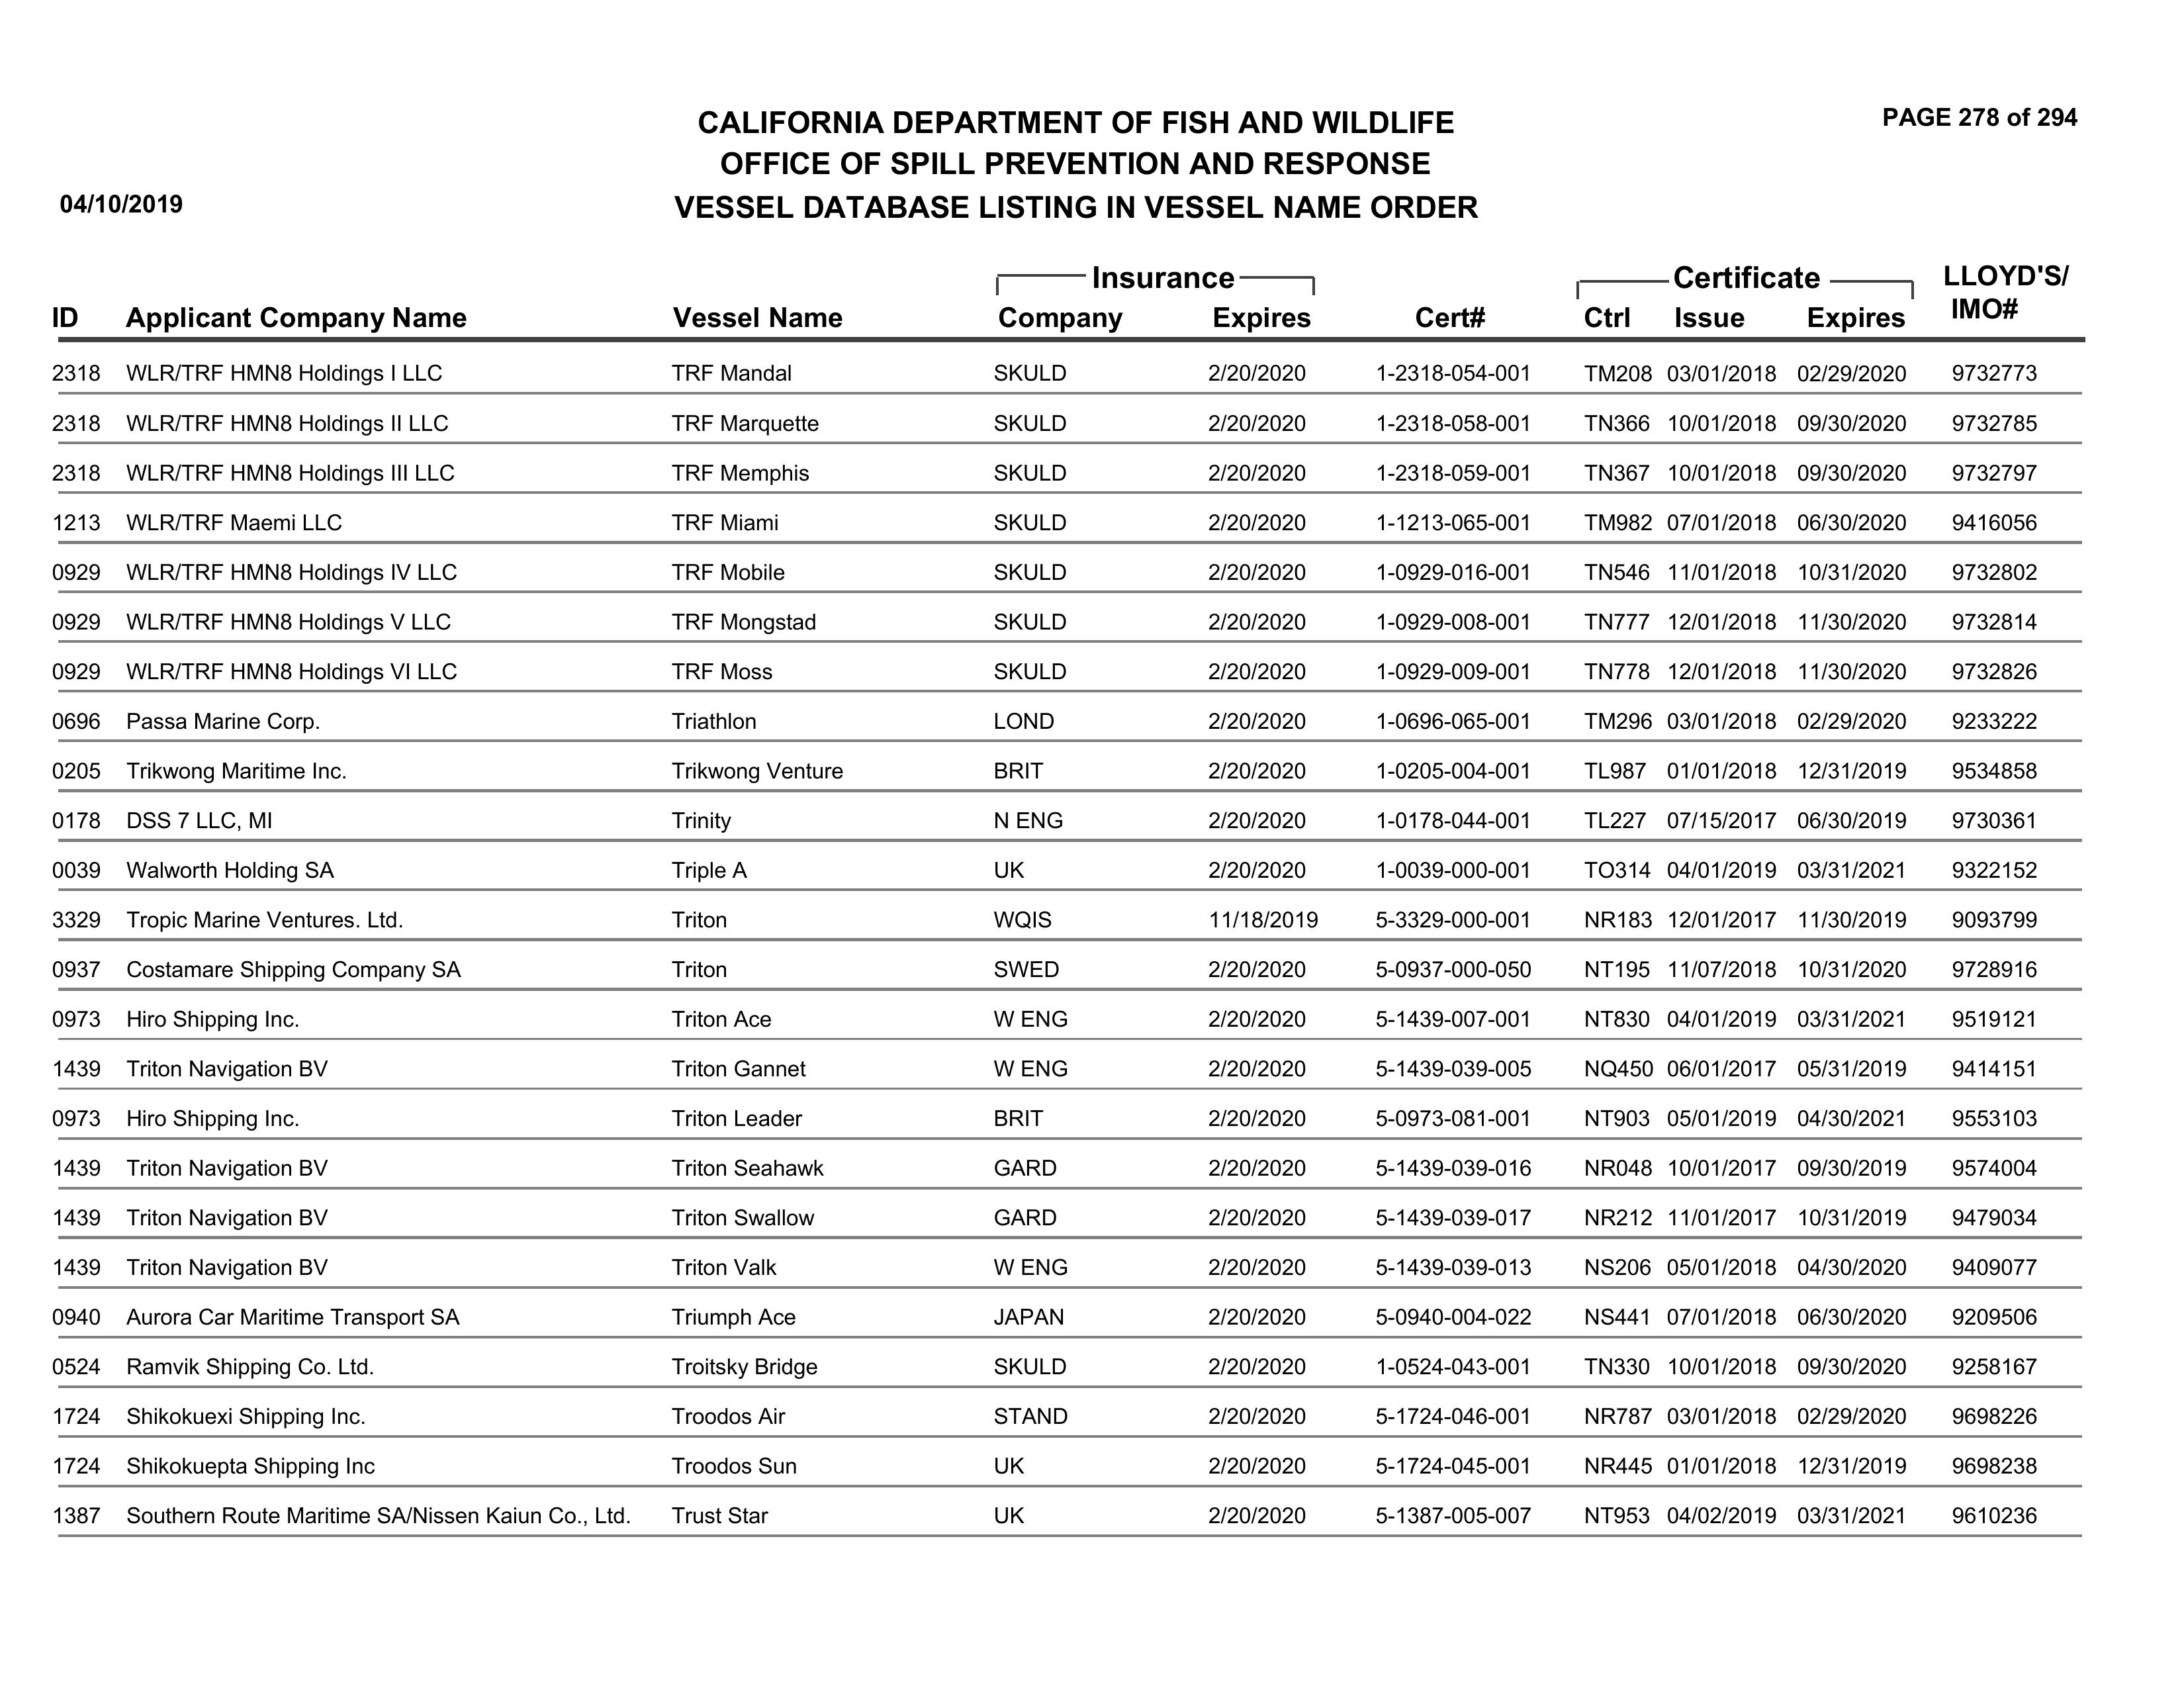 PAGE 278 of 294
CALIFORNIA DEPARTMENT OF FISH AND WILDLIFE
OFFICE OF SPILL PREVENTION AND RESPONSE
04/10/2019 VESSEL DATABASE LISTING IN VESSEL NAME ORDER
Insurance Certificate LLOYD'S/
ID Applicant Company Name Vessel Name Company Expires Cert# Ctrl Issue Expires IMO#
2318 WLR/TRF HMN8 Holdings I LLC TRF Mandal SKULD 2/20/2020 1-2318-054-001 TM208 03/01/2018 02/29/2020 9732773
2318 WLR/TRF HMN8 Holdings II LLC TRF Marquette SKULD 2/20/2020 1-2318-058-001 TN366 10/01/2018 09/30/2020 9732785
2318 WLR/TRF HMN8 Holdings III LLC TRF Memphis SKULD 2/20/2020 1-2318-059-001 TN367 10/01/2018 09/30/2020 9732797
1213 WLR/TRF Maemi LLC TRF Miami SKULD 2/20/2020 1-1213-065-001 TM982 07/01/2018 06/30/2020 9416056
0929 WLR/TRF HMN8 Holdings IV LLC TRF Mobile SKULD 2/20/2020 1-0929-016-001 TN546 11/01/2018 10/31/2020 9732802
0929 WLR/TRF HMN8 Holdings V LLC TRF Mongstad SKULD 2/20/2020 1-0929-008-001 TN777 12/01/2018 11/30/2020 9732814
0929 WLR/TRF HMN8 Holdings VI LLC TRF Moss SKULD 2/20/2020 1-0929-009-001 TN778 12/01/2018 11/30/2020 9732826
0696 Passa Marine Corp. Triathlon LOND 2/20/2020 1-0696-065-001 TM296 03/01/2018 02/29/2020 9233222
0205 Trikwong Maritime Inc. Trikwong Venture BRIT 2/20/2020 1-0205-004-001 TL987 01/01/2018 12/31/2019 9534858
0178 DSS 7 LLC, MI Trinity N ENG 2/20/2020 1-0178-044-001 TL227 07/15/2017 06/30/2019 9730361
0039 Walworth Holding SA Triple A UK 2/20/2020 1-0039-000-001 TO314 04/01/2019 03/31/2021 9322152
3329 Tropic Marine Ventures. Ltd. Triton WQIS 11/18/2019 5-3329-000-001 NR183 12/01/2017 11/30/2019 9093799
0937 Costamare Shipping Company SA Triton SWED 2/20/2020 5-0937-000-050 NT195 11/07/2018 10/31/2020 9728916
0973 Hiro Shipping Inc. Triton Ace W ENG 2/20/2020 5-1439-007-001 NT830 04/01/2019 03/31/2021 9519121
1439 Triton Navigation BV Triton Gannet W ENG 2/20/2020 5-1439-039-005 NQ450 06/01/2017 05/31/2019 9414151
0973 Hiro Shipping Inc. Triton Leader BRIT 2/20/2020 5-0973-081-001 NT903 05/01/2019 04/30/2021 9553103
1439 Triton Navigation BV Triton Seahawk GARD 2/20/2020 5-1439-039-016 NR048 10/01/2017 09/30/2019 9574004
1439 Triton Navigation BV Triton Swallow GARD 2/20/2020 5-1439-039-017 NR212 11/01/2017 10/31/2019 9479034
1439 Triton Navigation BV Triton Valk W ENG 2/20/2020 5-1439-039-013 NS206 05/01/2018 04/30/2020 9409077
0940 Aurora Car Maritime Transport SA Triumph Ace JAPAN 2/20/2020 5-0940-004-022 NS441 07/01/2018 06/30/2020 9209506
0524 Ramvik Shipping Co. Ltd. Troitsky Bridge SKULD 2/20/2020 1-0524-043-001 TN330 10/01/2018 09/30/2020 9258167
1724 Shikokuexi Shipping Inc. Troodos Air STAND 2/20/2020 5-1724-046-001 NR787 03/01/2018 02/29/2020 9698226
1724 Shikokuepta Shipping Inc Troodos Sun UK 2/20/2020 5-1724-045-001 NR445 01/01/2018 12/31/2019 9698238
1387 Southern Route Maritime SA/Nissen Kaiun Co., Ltd. Trust Star UK 2/20/2020 5-1387-005-007 NT953 04/02/2019 03/31/2021 9610236